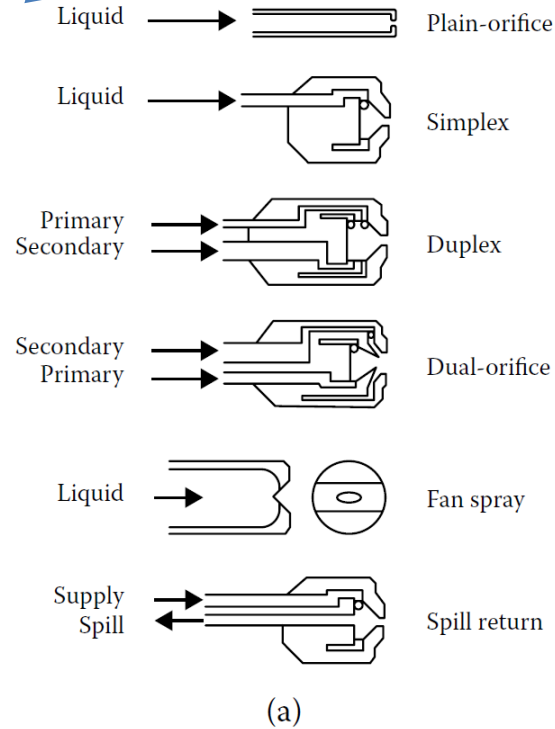 Liquid Plain-orifice
Liquid Simplex
Primary
Secondary Duplex
Secondary
Primary Dual-orifice
Liquid Fan spray
Supply
Spill Spill return
(a)